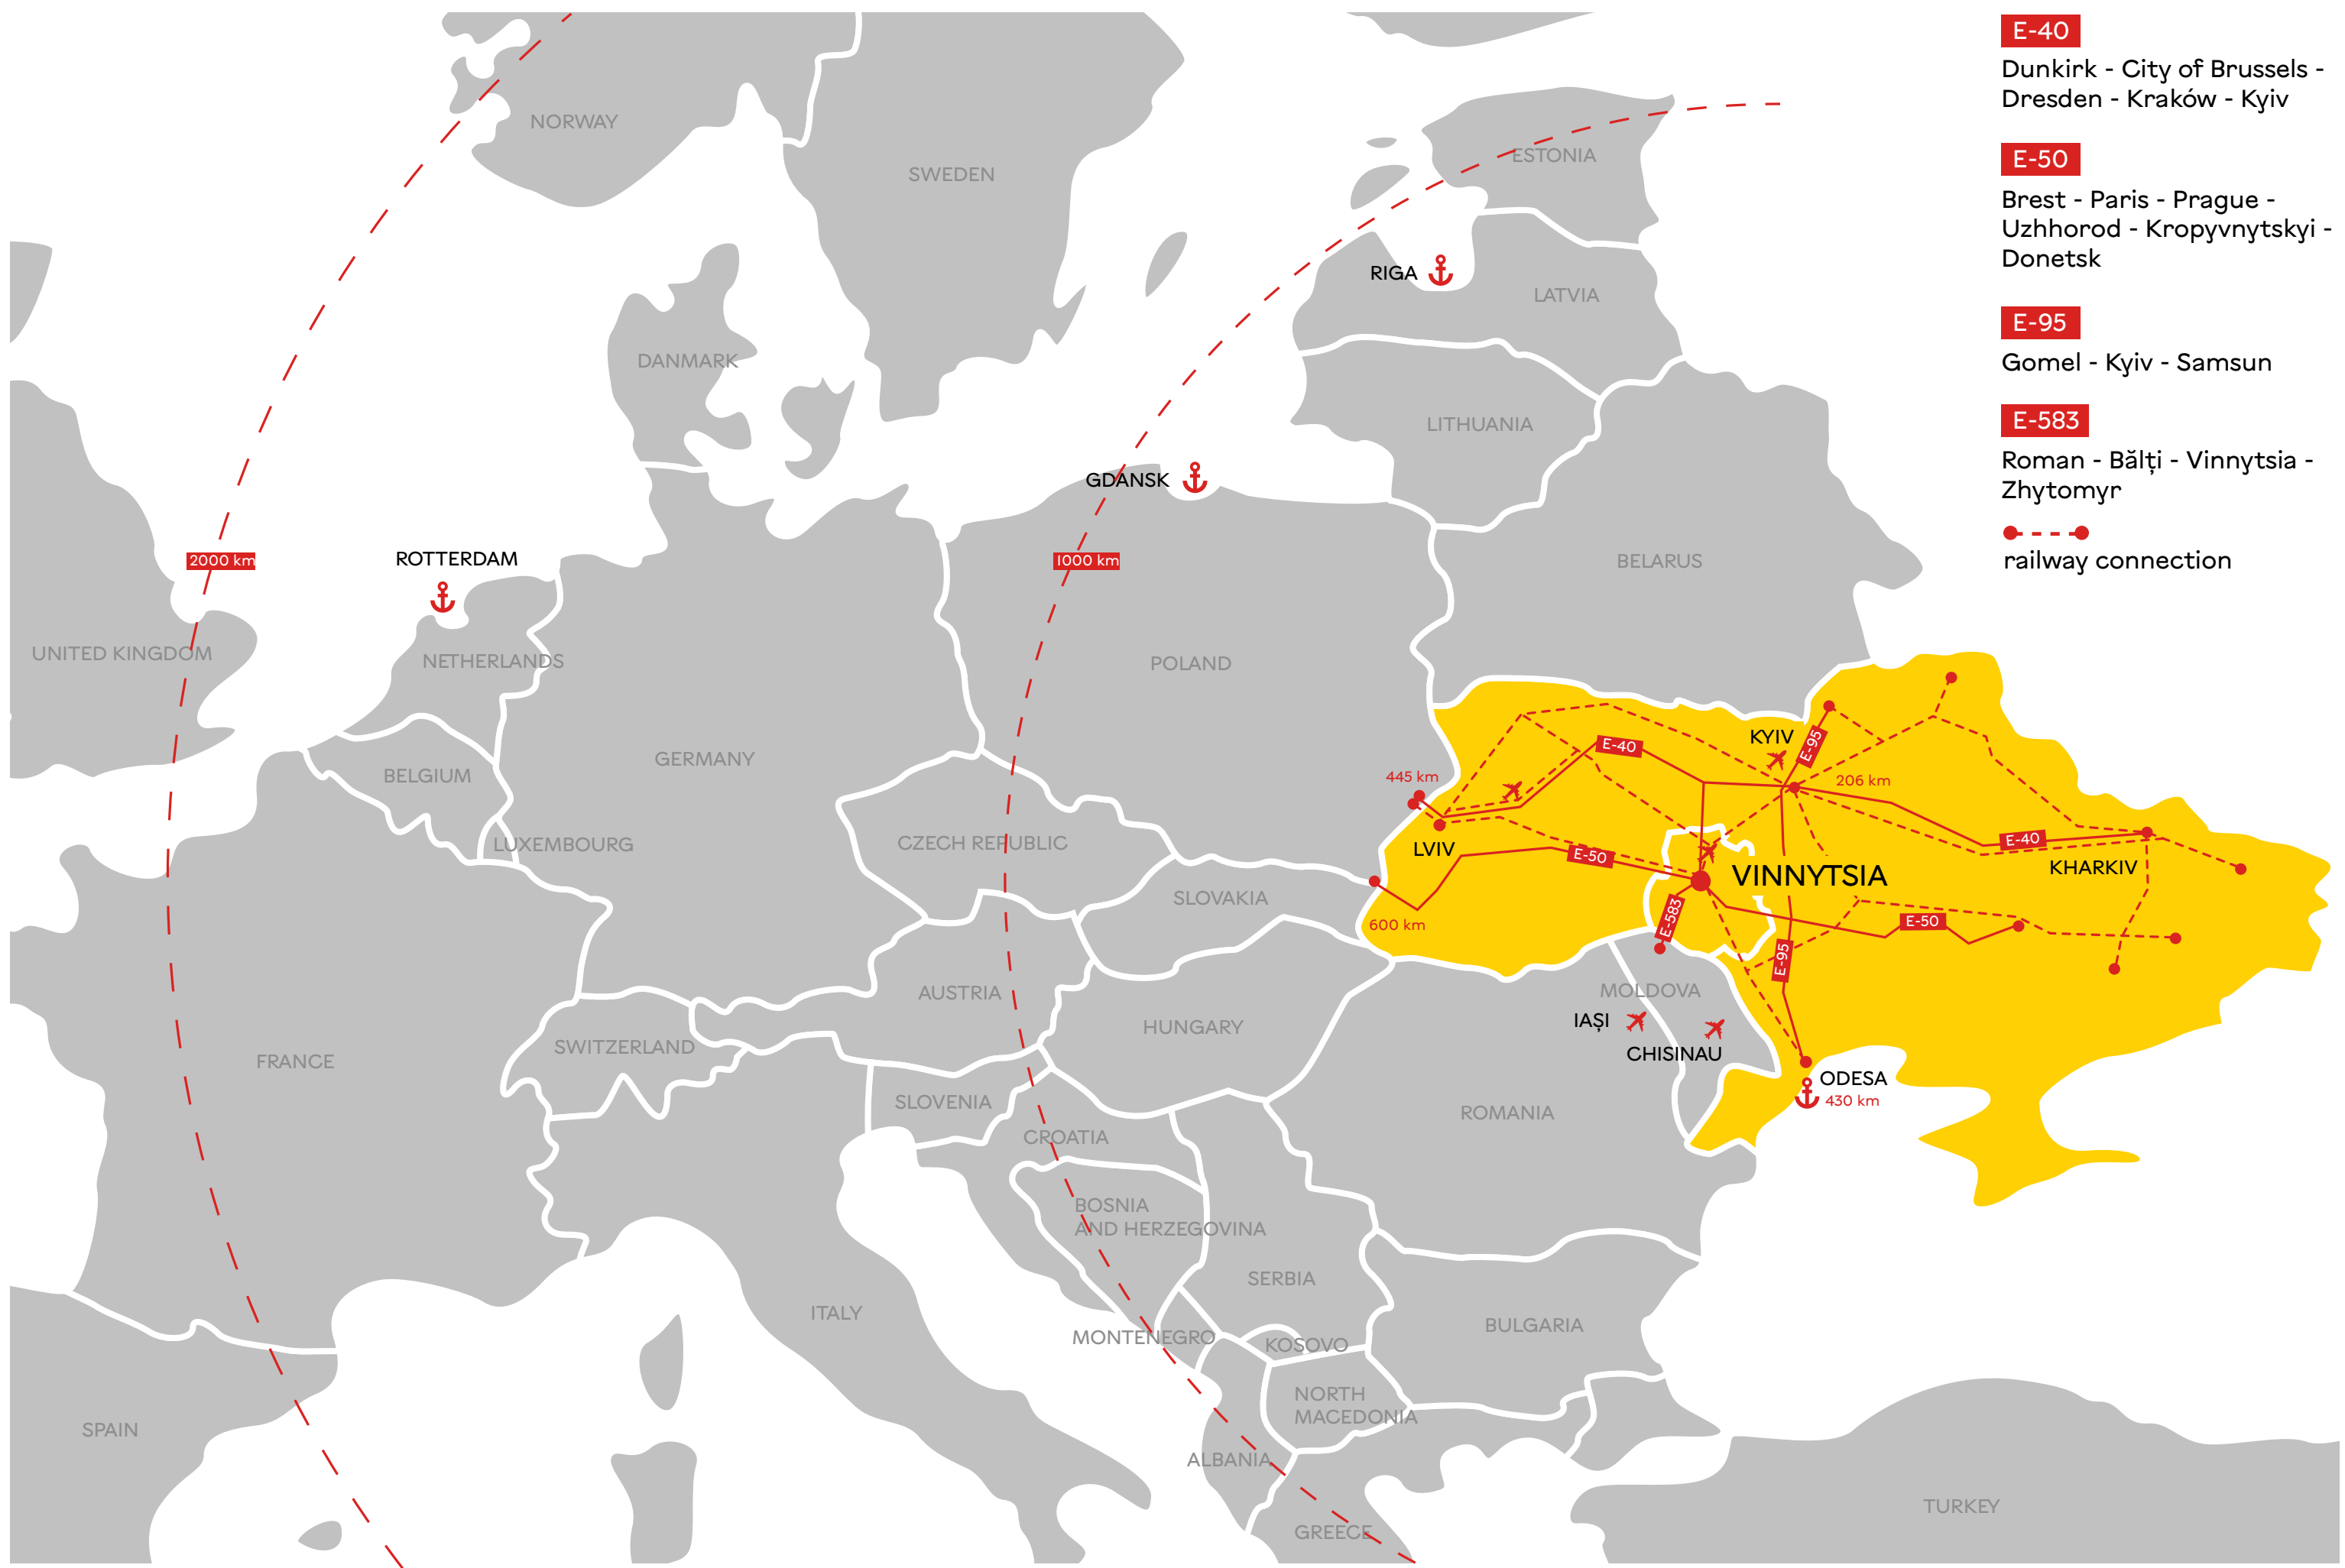 E-40
Dunkirk - City of Brussels -
Dresden - Kraków - Kyiv
E-50
Brest - Paris - Prague -
Uzhhorod - Kropyvnytskyi -
Donetsk
E-95
Gomel - Kyiv - Samsun
E-583
Roman - Bălți - Vinnytsia -
Zhytomyr
railway connection
NORWAY
SWEDEN
ESTONIA
RIGA
LATVIA
DANMARK
LITHUANIA
GDANSK
2000 km
ROTTERDAM
1000 km
BELARUS
UNITED KINGDOM
NETHERLANDS
POLAND
KYIV
E-95
E-40
GERMANY
BELGIUM
445 km
206 km
LUXEMBOURG
CZECH REPUBLIC
LVIV
E-50
E-40
KHARKIV
VINNYTSIA
SLOVAKIA
600 km
E-583
E-50
E-95
AUSTRIA
MOLDOVA
HUNGARY
IAȘI
CHISINAU
SWITZERLAND
FRANCE
ODESA
430 km
SLOVENIA
ROMANIA
CROATIA
BOSNIA
AND HERZEGOVINA
SERBIA
ITALY
MONTENEGRO
KOSOVO
BULGARIA
NORTH
MACEDONIA
SPAIN
ALBANIA
GREECE
TURKEY